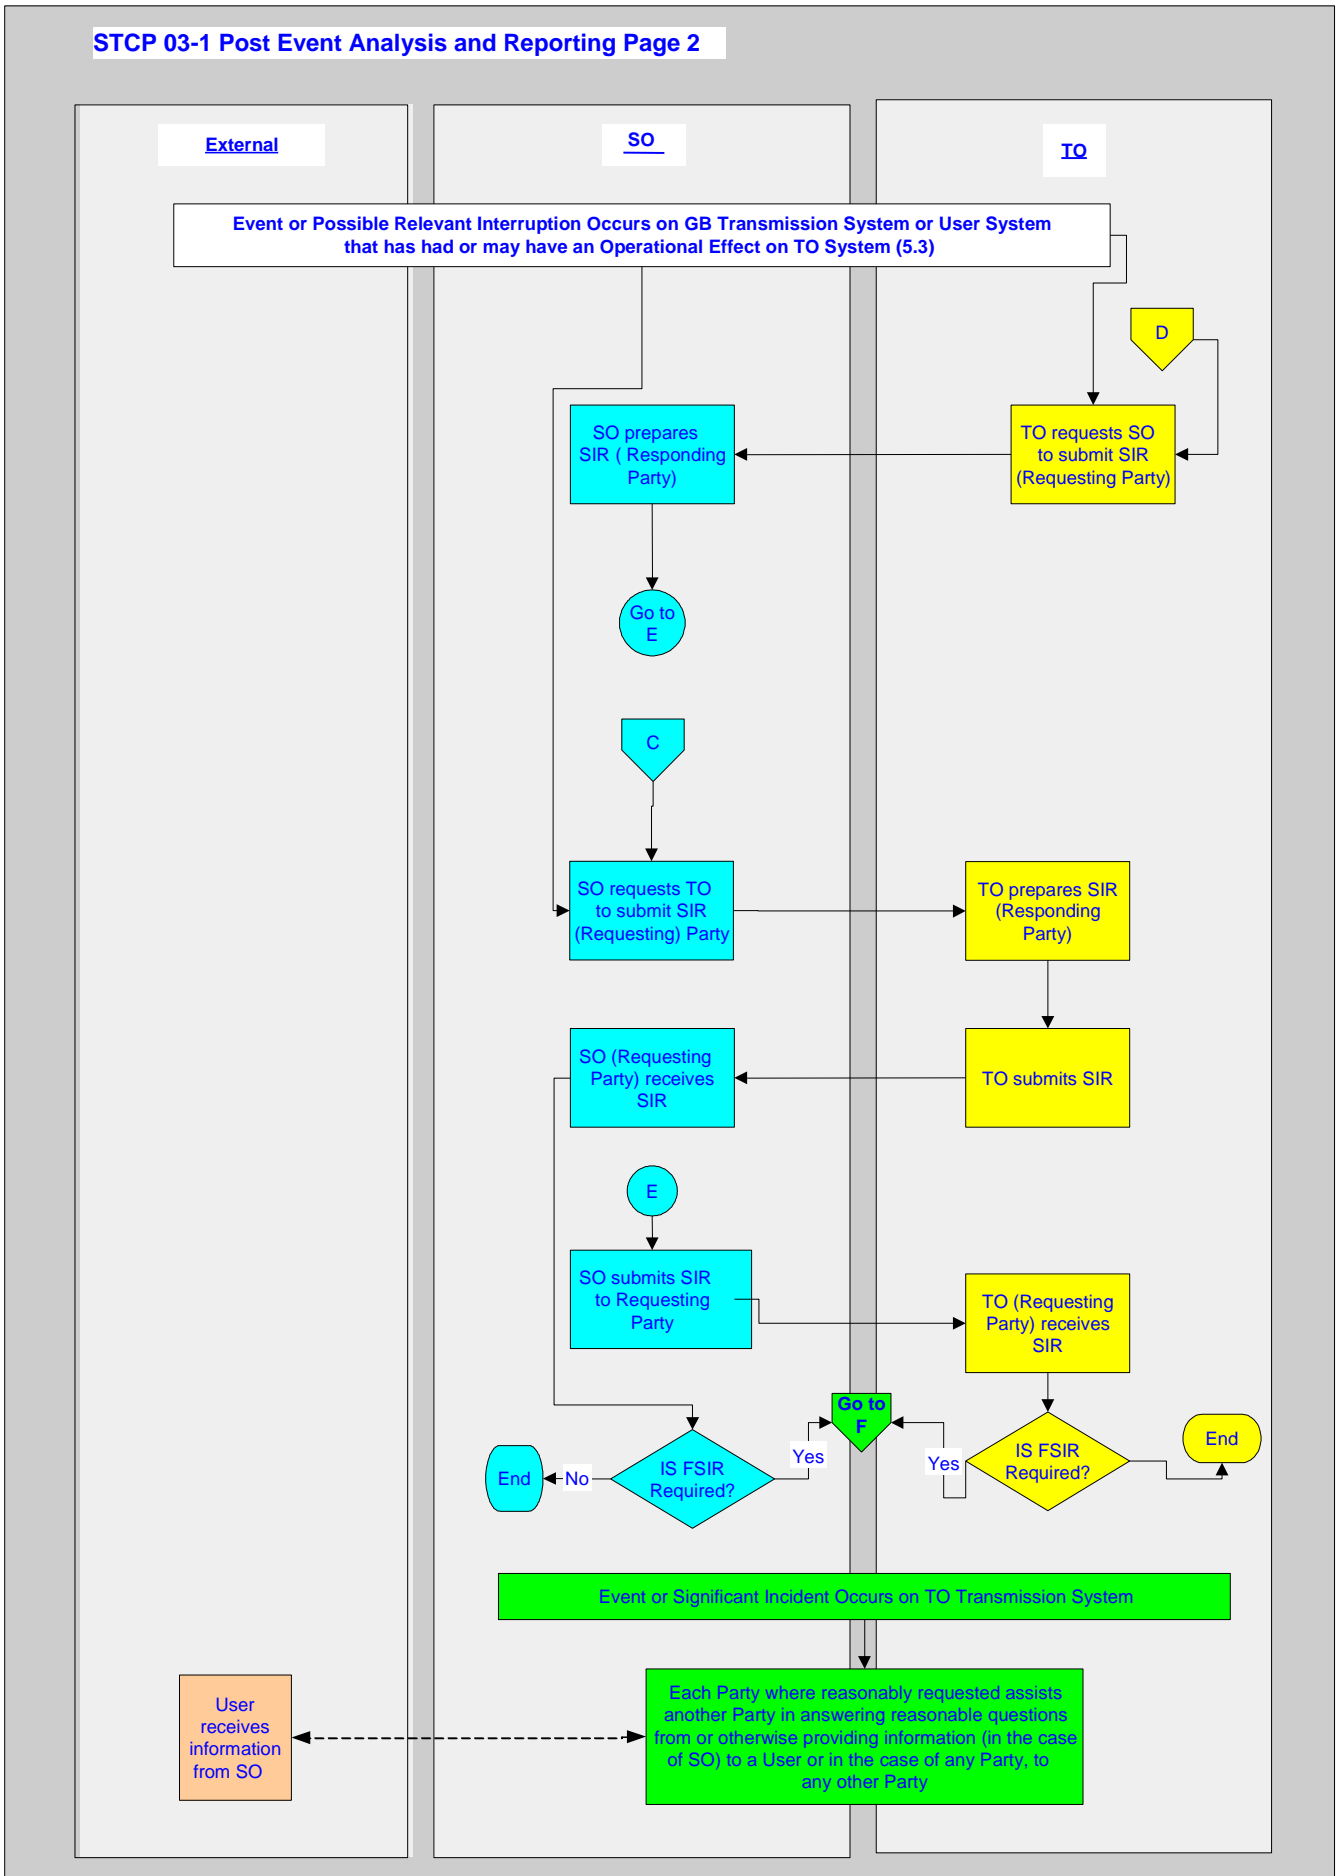 STCP 03-1 Post Event Analysis and Reporting Page 2
External
SO
TO
Event or Possible Relevant Interruption Occurs on GB Transmission System or User System
that has had or may have an Operational Effect on TO System (5.3)
D
SO prepares
SIR ( Responding
Party)
TO requests SO
to submit SIR
(Requesting Party)
Go to
E
C
SO requests TO
to submit SIR
(Requesting) Party
TO prepares SIR
(Responding
Party)
SO (Requesting
Party) receives
SIR
TO submits SIR
E
SO submits SIR
to Requesting
Party
TO (Requesting
Party) receives
SIR
Go to
F
End
No
IS FSIR
Required?
Yes
Yes
IS FSIR
Required?
End
Event or Significant Incident Occurs on TO Transmission System
User
receives
information
from SO
Each Party where reasonably requested assists
another Party in answering reasonable questions
from or otherwise providing information (in the case
of SO) to a User or in the case of any Party, to
any other Party